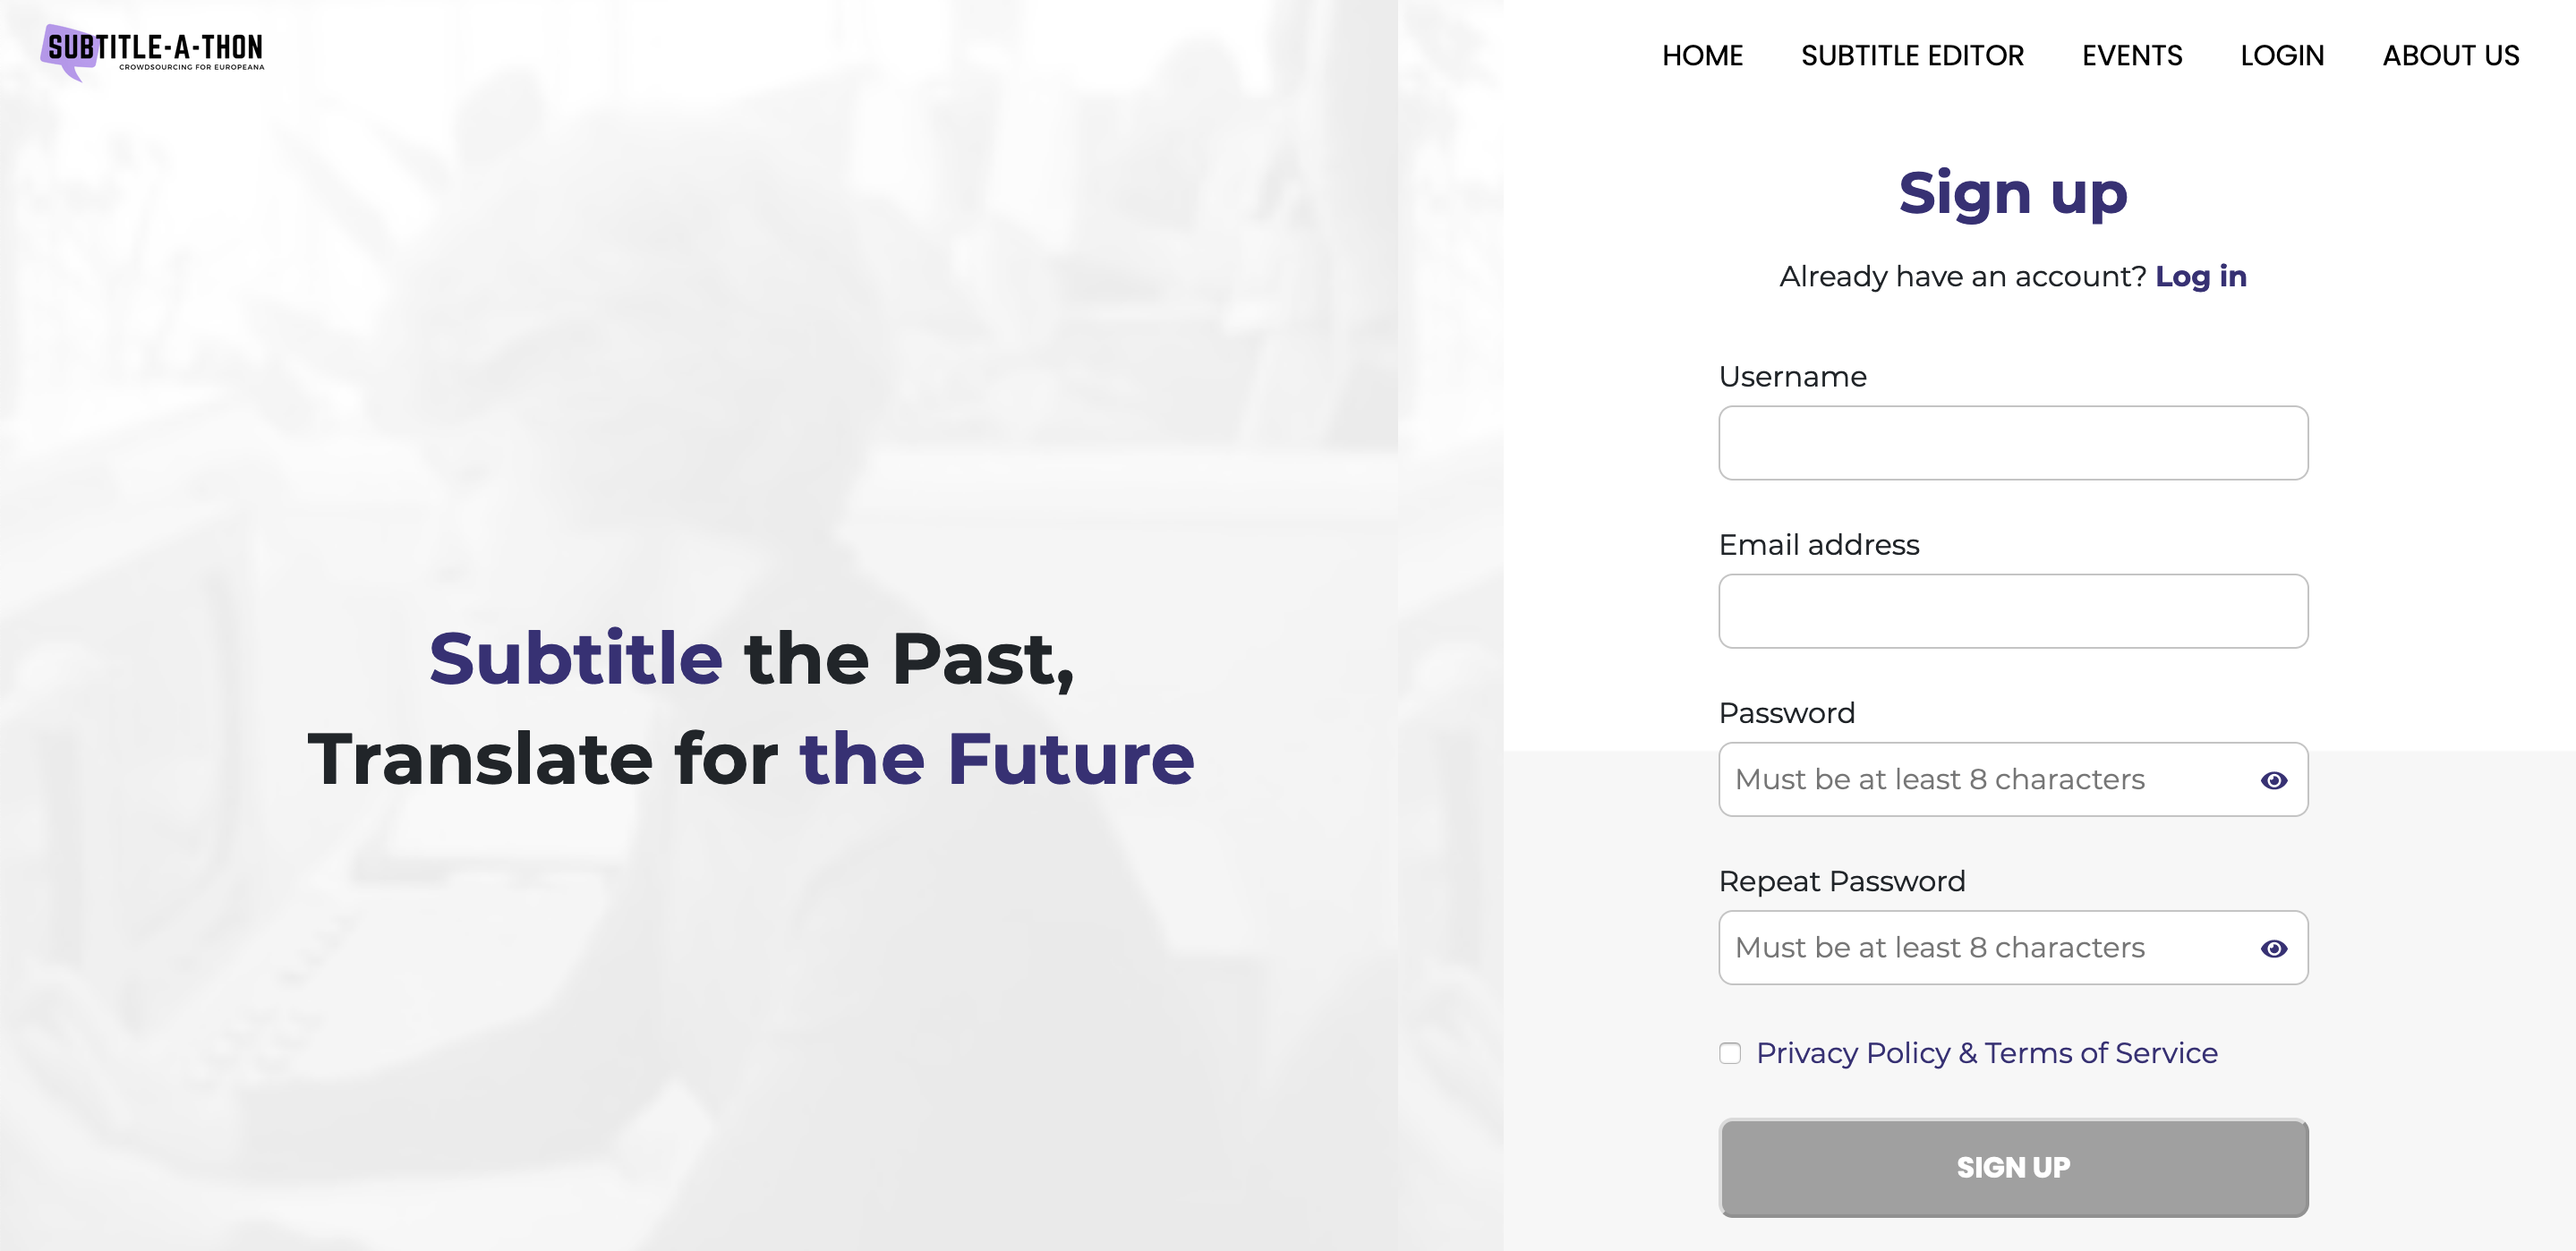 SUBTITLE-A-THON
CROWDSOURCING FOR EUROPEANA
HOME SUBTITLE EDITOR EVENTS LOGIN ABOUT US
Subtitle the Past,
Translate for the Future
Sign up
Already have an account? Log in
Username
Email address
Password
Must be at least 8 characters
Repeat Password
Must be at least 8 characters
Privacy Policy & Terms of Service
SIGN UP